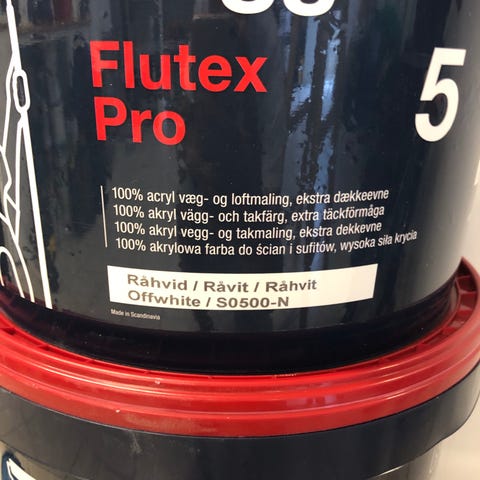 Flutex
Pro
5
100% acryl væg- og loftmaling, ekstra dækkeevne
100% akryl vägg- och takfärg, extra täckförmåga
100% akryl vegg- og takmaling, ekstra dekkevne
100% akrylowa farba do ścian i sufitów, wysoka siła krycia
Råhvid / Råvit / Råhvit
Offwhite / S0500-N
Made in Scandinavia